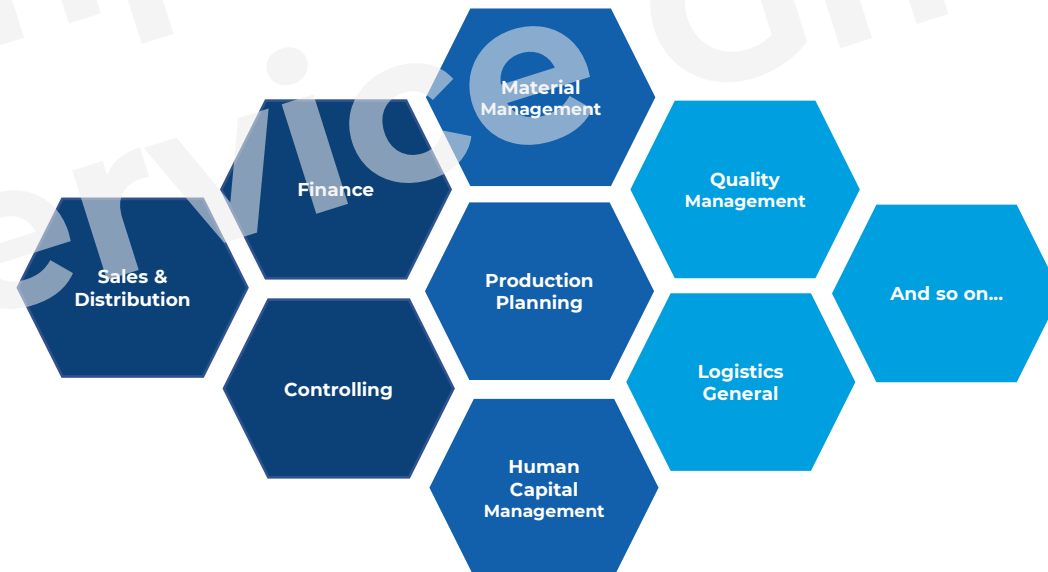 Material
Management
Finance
Quality
Management
Sales &
Distribution
Production
Planning
And so on...
Controlling
Logistics
General
Human
Capital
Management